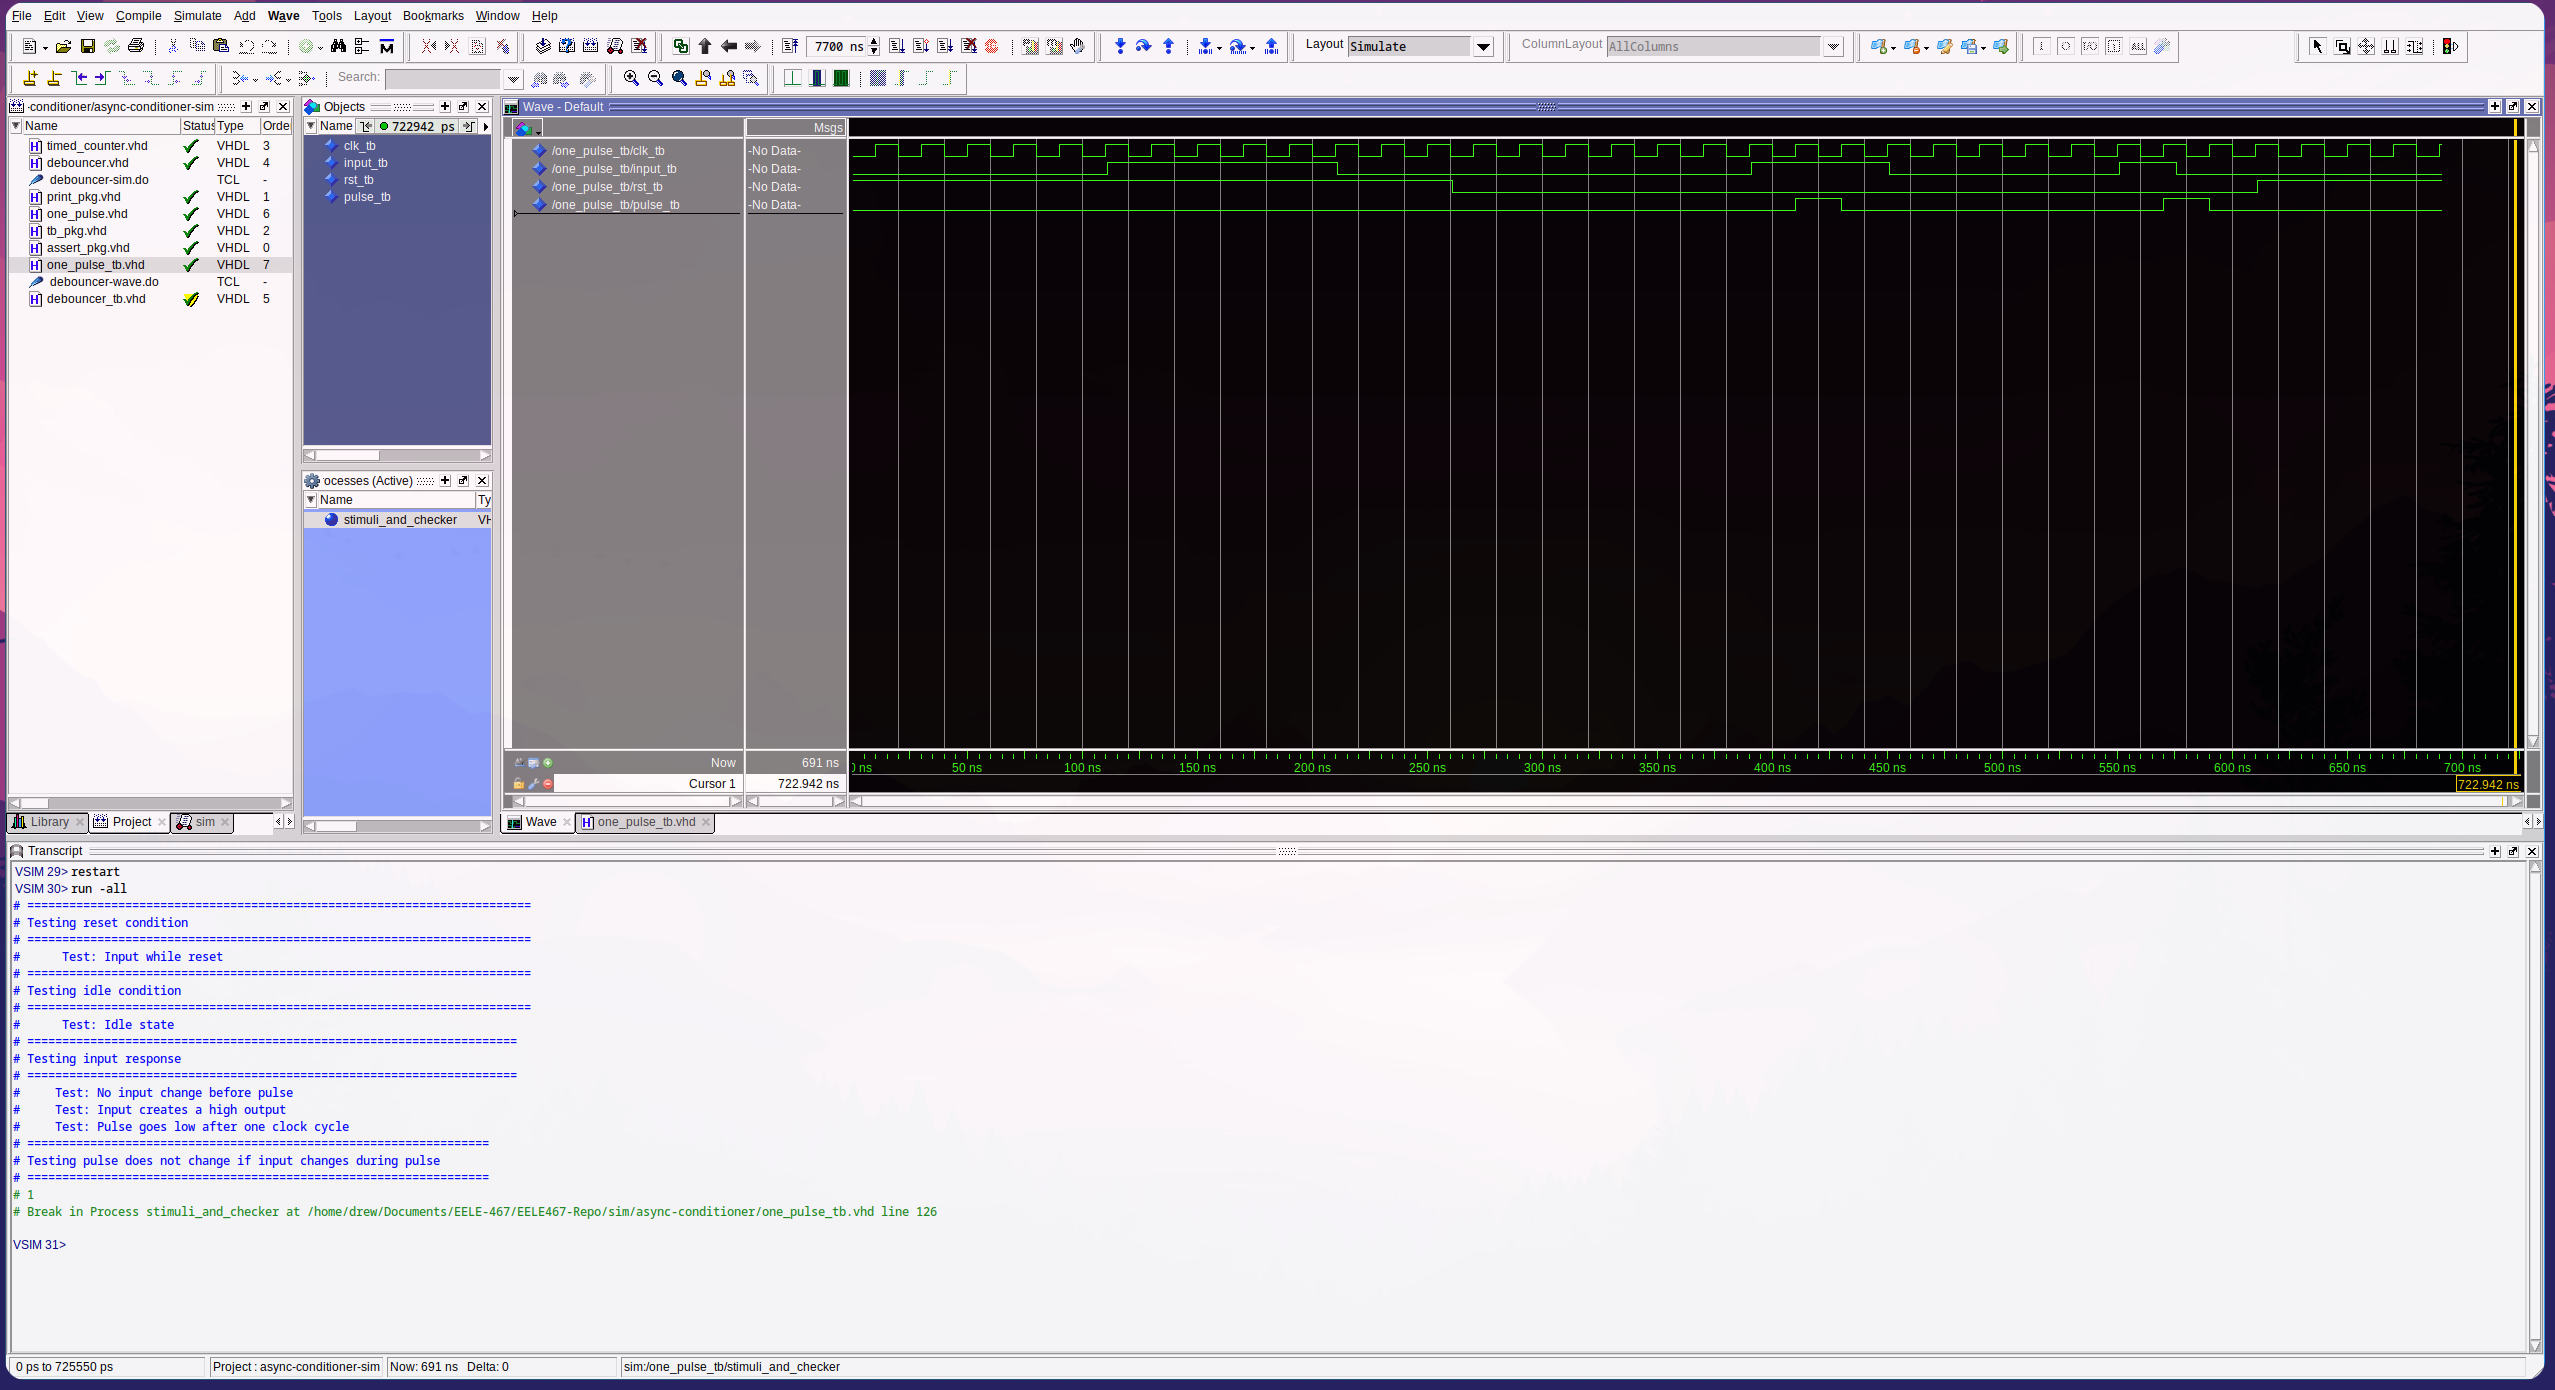 File Edit View Compile Simulate Add Wave Tools Layout Bookmarks Window Help
7700 ns Layout Simulate ColumnLayout AllColumns
Search:
-conditioner/async-conditioner-sim
Name Status Type Orde
timed_counter.vhd VHDL 3
debouncer.vhd VHDL 4
debouncer-sim.do TCL -
print_pkg.vhd VHDL 1
one_pulse.vhd VHDL 6
tb_pkg.vhd VHDL 2
assert_pkg.vhd VHDL 0
one_pulse_tb.vhd VHDL 7
debouncer-wave.do TCL -
debouncer_tb.vhd VHDL 5
Library Project sim
Objects
Name 722942 ps
clk_tb
input_tb
rst_tb
pulse_tb
ocesses (Active)
Name Ty
stimuli_and_checker VH
Wave - Default
Msgs
/one_pulse_tb/clk_tb -No Data-
/one_pulse_tb/input_tb -No Data-
/one_pulse_tb/rst_tb -No Data-
/one_pulse_tb/pulse_tb -No Data-
Now 691 ns
0 ns 50 ns 100 ns 150 ns 200 ns 250 ns 300 ns 350 ns 400 ns 450 ns 500 ns 550 ns 600 ns 650 ns 700 ns
Cursor 1 722.942 ns 722.942 ns
Wave one_pulse_tb.vhd
Transcript
VSIM 29> restart
VSIM 30> run -all
# ========================================================================
# Testing reset condition
# ========================================================================
# Test: Input while reset
# ========================================================================
# Testing idle condition
# ========================================================================
# Test: Idle state
# ======================================================================
# Testing input response
# ======================================================================
# Test: No input change before pulse
# Test: Input creates a high output
# Test: Pulse goes low after one clock cycle
# ==================================================================
# Testing pulse does not change if input changes during pulse
# ==================================================================
# 1
# Break in Process stimuli_and_checker at /home/drew/Documents/EELE-467/EELE467-Repo/sim/async-conditioner/one_pulse_tb.vhd line 126
VSIM 31>
0 ps to 725550 ps Project : async-conditioner-sim Now: 691 ns Delta: 0 sim:/one_pulse_tb/stimuli_and_checker